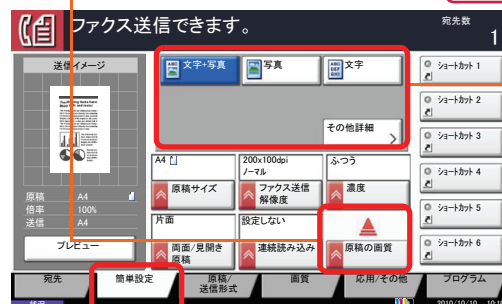 ファクス送信できます。
宛先数
1
送信イメージ
文字+写真
写真
文字
その他詳細
ショートカット 1
ショートカット 2
ショートカット 3
ショートカット 4
ショートカット 5
ショートカット 6
A4
200x100dpi
ノーマル
ふつう
原稿サイズ
ファクス送信
解像度
濃度
原稿 A4
倍率 100%
送信 A4
片面
設定しない
両面/見開き
原稿
連続読み込み
原稿の画質
プレビュー
宛先
簡単設定
原稿/
送信形式
画質
応用/その他
プログラム
状況
2010/10/10